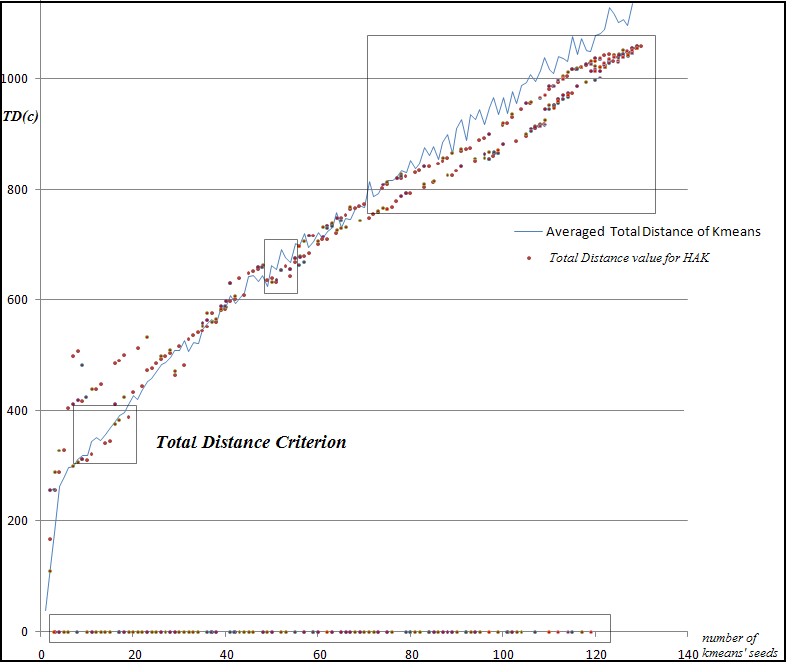 1000
TD(c)
800
Averaged Total Distance of Kmeans
Total Distance value for HAK
600
400
Total Distance Criterion
200
0
0 20 40 60 80 100 120 140
number of
kmeans' seeds